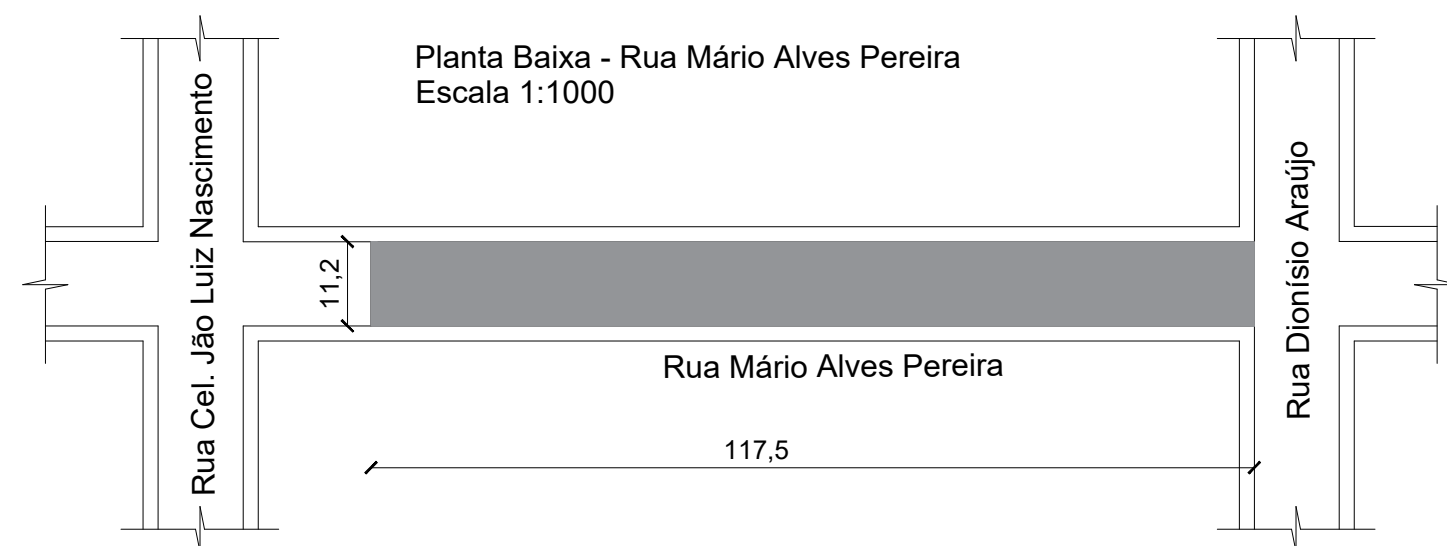 Planta Baixa - Rua Mário Alves Pereira
Escala 1:1000
Rua Cel. Jão Luiz Nascimento
11,2
Rua Dionísio Araújo
Rua Mário Alves Pereira
117,5